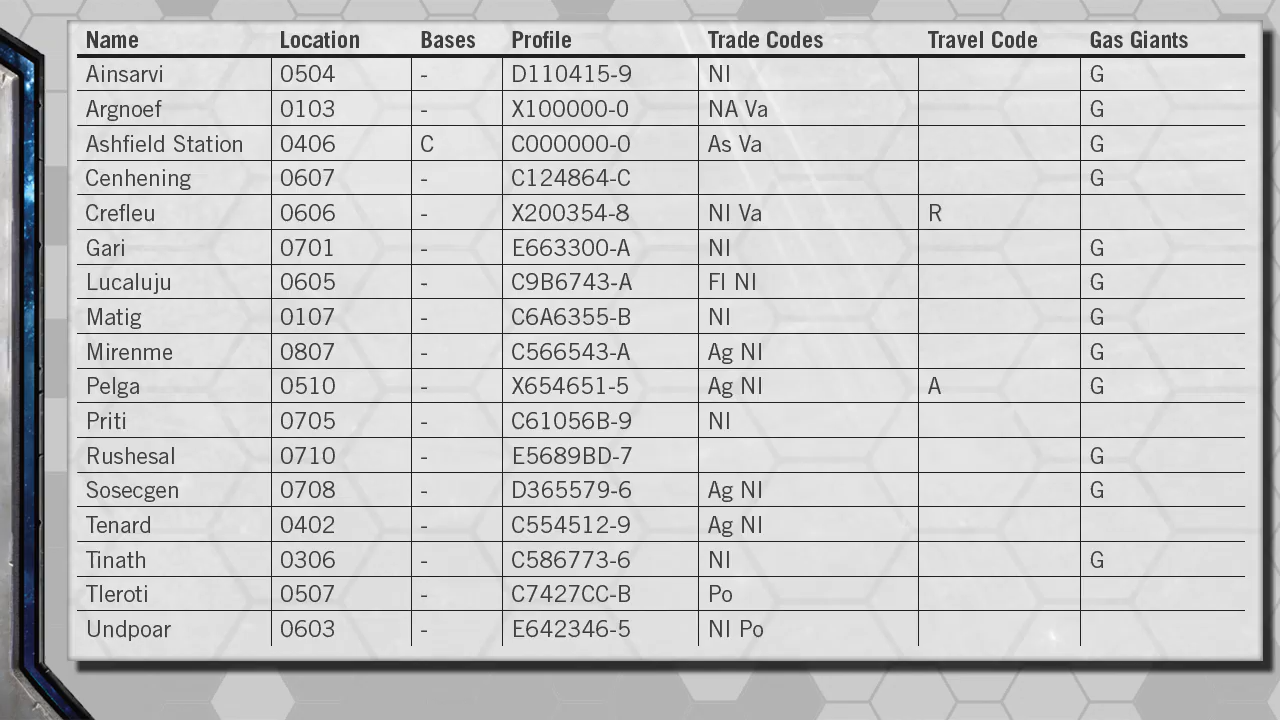 Name Location Bases Profile Trade Codes Travel Code Gas Giants
Ainsarvi 0504 - D110415-9 NI G
Argnoef 0103 - X100000-0 NA Va G
Ashfield Station 0406 C C000000-0 As Va G
Cenhening 0607 - C124864-C G
Crefleu 0606 - X200354-8 NI Va R
Gari 0701 - E663300-A NI G
Lucaluju 0605 - C9B6743-A Fl NI G
Matig 0107 - C6A6355-B NI G
Mirenme 0807 - C566543-A Ag NI G
Pelga 0510 - X654651-5 Ag NI A G
Priti 0705 - C61056B-9 NI
Rushesal 0710 - E5689BD-7 G
Sosecgen 0708 - D365579-6 Ag NI G
Tenard 0402 - C554512-9 Ag NI
Tinath 0306 - C586773-6 NI G
Tleroti 0507 - C7427CC-B Po
Undpoar 0603 - E642346-5 NI Po